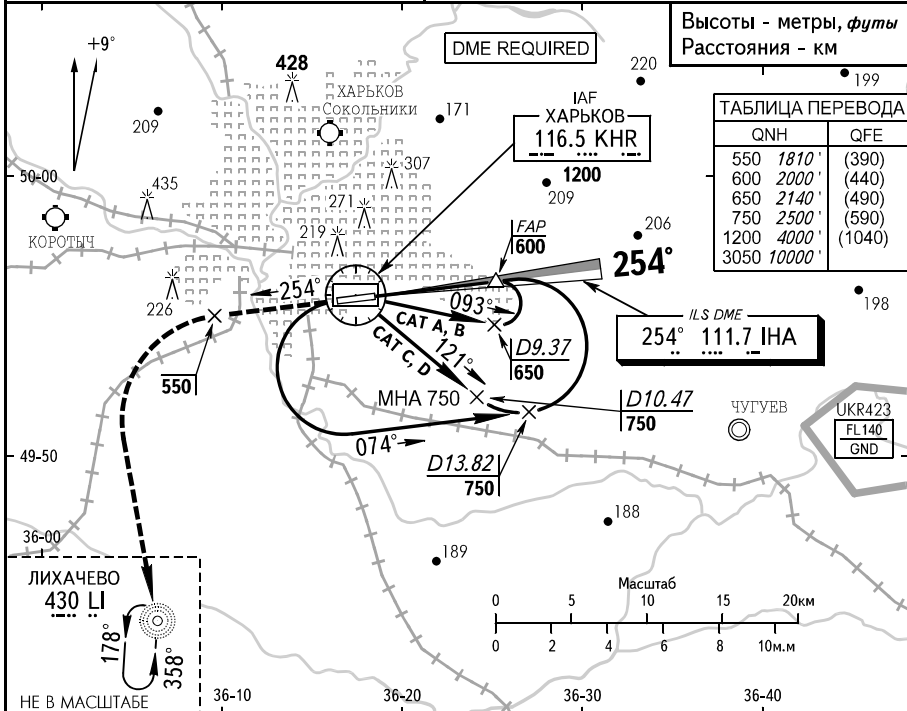 Высоты - метры, футы
Расстояния - км
+9°
DME REQUIRED
428
ХАРЬКОВ
Сокольники
209
171
220
199
IAF
ХАРЬКОВ
116.5 KHR
1200
ТАБЛИЦА ПЕРЕВОДА
QNH QFE
550 1810' (390)
600 2000' (440)
650 2140' (490)
750 2500' (590)
1200 4000' (1040)
3050 10000'
50-00
435
КОРОТЫЧ
307
271
219
209
206
FAP
600
254°
226
254°
198
093°
CAT A, B
CAT C, D
121°
D9.37
650
ILS DME
254° 111.7 IHA
550
MHA 750
D10.47
750
ЧУГУЕВ
UKR423
FL140
GND
074°
D13.82
750
49-50
188
189
36-00
ЛИХАЧЕВО
430 LI
178°
358°
НЕ В МАСШТАБЕ
Масштаб
0 5 10 15 20км
0 2 4 6 8 10м.м
36-10
36-20
36-30
36-40